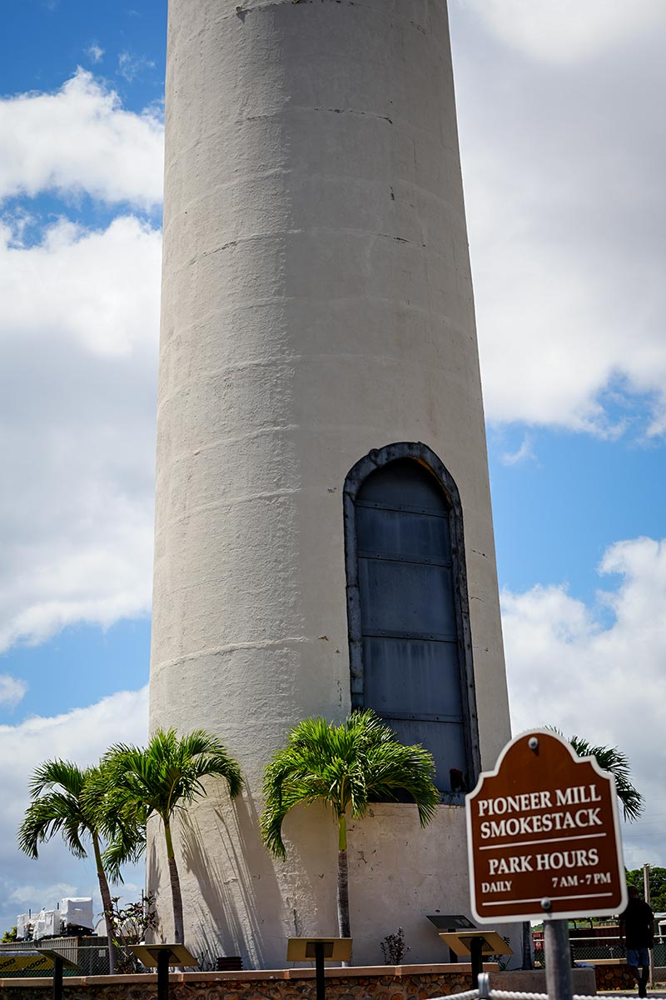 PIONEER MILL
SMOKESTACK
PARK HOURS
DAILY 7 AM - 7 PM